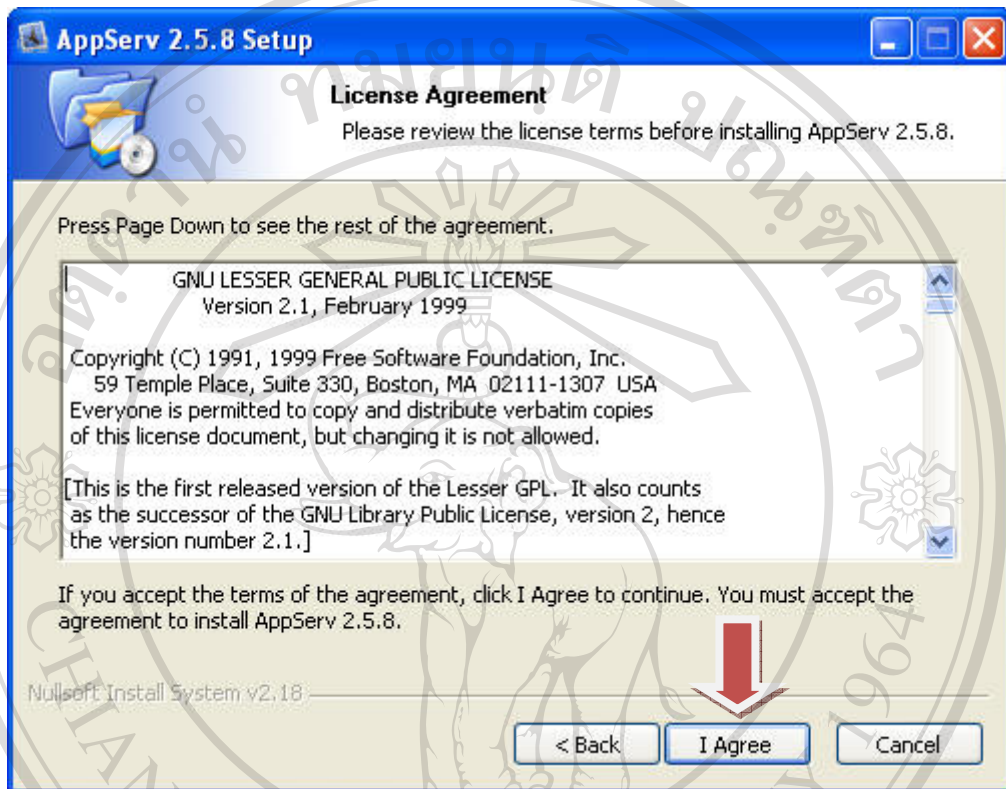 AppServ 2.5.8 Setup
License Agreement
Please review the license terms before installing AppServ 2.5.8.
Press Page Down to see the rest of the agreement.
GNU LESSER GENERAL PUBLIC LICENSE
Version 2.1, February 1999
Copyright (C) 1991, 1999 Free Software Foundation, Inc.
59 Temple Place, Suite 330, Boston, MA 02111-1307 USA
Everyone is permitted to copy and distribute verbatim copies
of this license document, but changing it is not allowed.
[This is the first released version of the Lesser GPL. It also counts
as the successor of the GNU Library Public License, version 2, hence
the version number 2.1.]
If you accept the terms of the agreement, click I Agree to continue. You must accept the
agreement to install AppServ 2.5.8.
Nullsoft Install System v2.18
< Back
I Agree
Cancel
1964